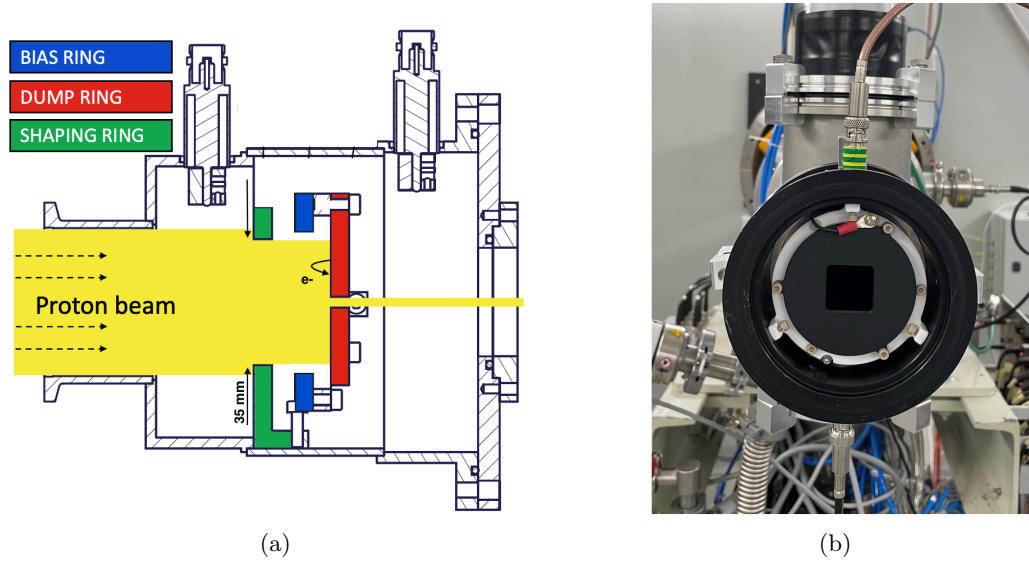 BIAS RING
DUMP RING
SHAPING RING
e-
Proton beam
35 mm
(a)
(b)